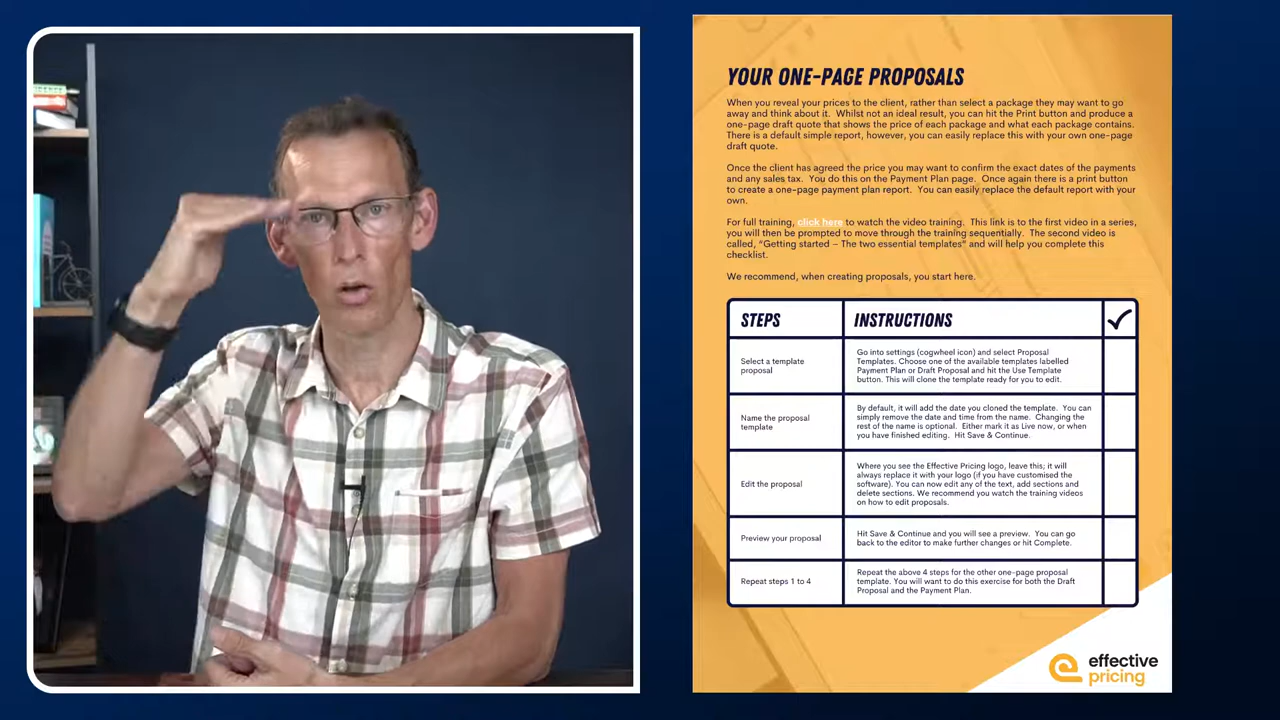 YOUR ONE-PAGE PROPOSALS
When you reveal your prices to the client, rather than select a package they may want to go
away and think about it. Whilst not an ideal result, you can hit the Print button and produce a
one-page draft quote that shows the price of each package and what each package contains.
There is a default simple report, however, you can easily replace this with your own one-page
draft quote.
Once the client has agreed the price you may want to confirm the exact dates of the payments
and any sales tax. You do this on the Payment Plan page. Once again there is a print button
to create a one-page payment plan report. You can easily replace the default report with your
own.
For full training, click here to watch the video training. This link is to the first video in a series,
you will then be prompted to move through the training sequentially. The second video is
called, “Getting started – The two essential templates” and will help you complete this
checklist.
We recommend, when creating proposals, you start here.
STEPS INSTRUCTIONS
Select a template
proposal
Go into settings (cogwheel icon) and select Proposal
Templates. Choose one of the available templates labelled
Payment Plan or Draft Proposal and hit the Use Template
button. This will clone the template ready for you to edit.
Name the proposal
template
By default, it will add the date you cloned the template. You can
simply remove the date and time from the name. Changing the
rest of the name is optional. Either mark it as Live now, or when
you have finished editing. Hit Save & Continue.
Edit the proposal
Where you see the Effective Pricing logo, leave this; it will
always replace it with your logo (if you have customised the
software). You can now edit any of the text, add sections and
delete sections. We recommend you watch the training videos
on how to edit proposals.
Preview your proposal
Hit Save & Continue and you will see a preview. You can go
back to the editor to make further changes or hit Complete.
Repeat steps 1 to 4
Repeat the above 4 steps for the other one-page proposal
template. You will want to do this exercise for both the Draft
Proposal and the Payment Plan.
effective
pricing